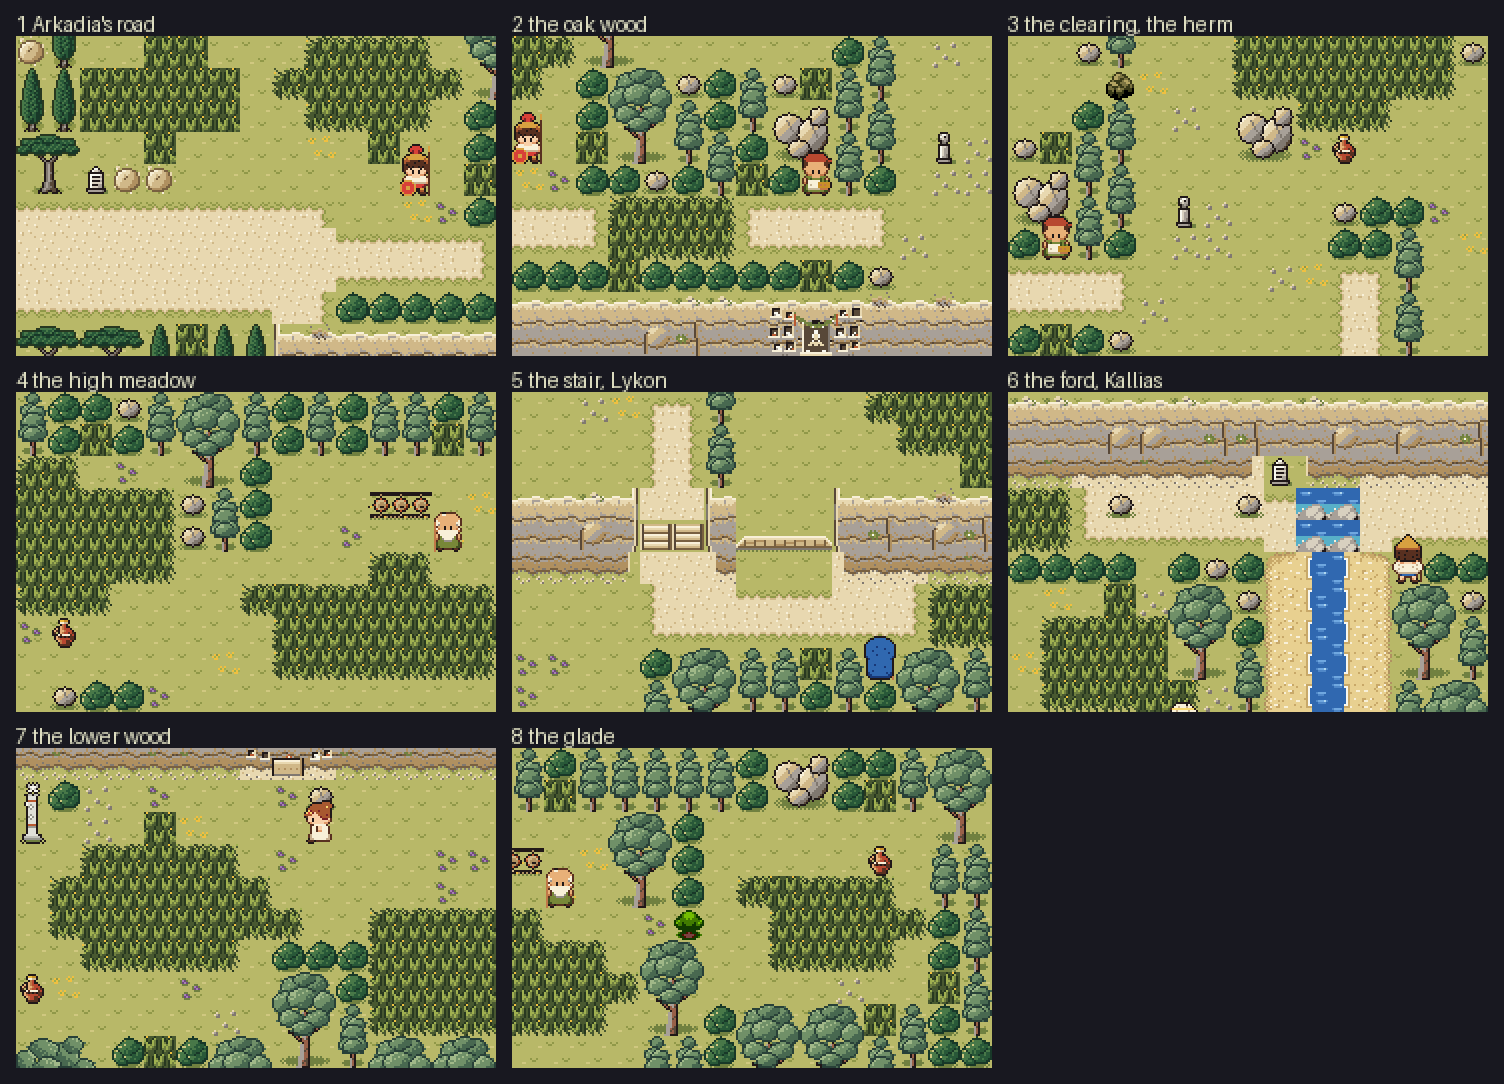 1 Arkadia's road
2 the oak wood
3 the clearing, the herm
4 the high meadow
5 the stair, Lykon
6 the ford, Kallias
7 the lower wood
8 the glade